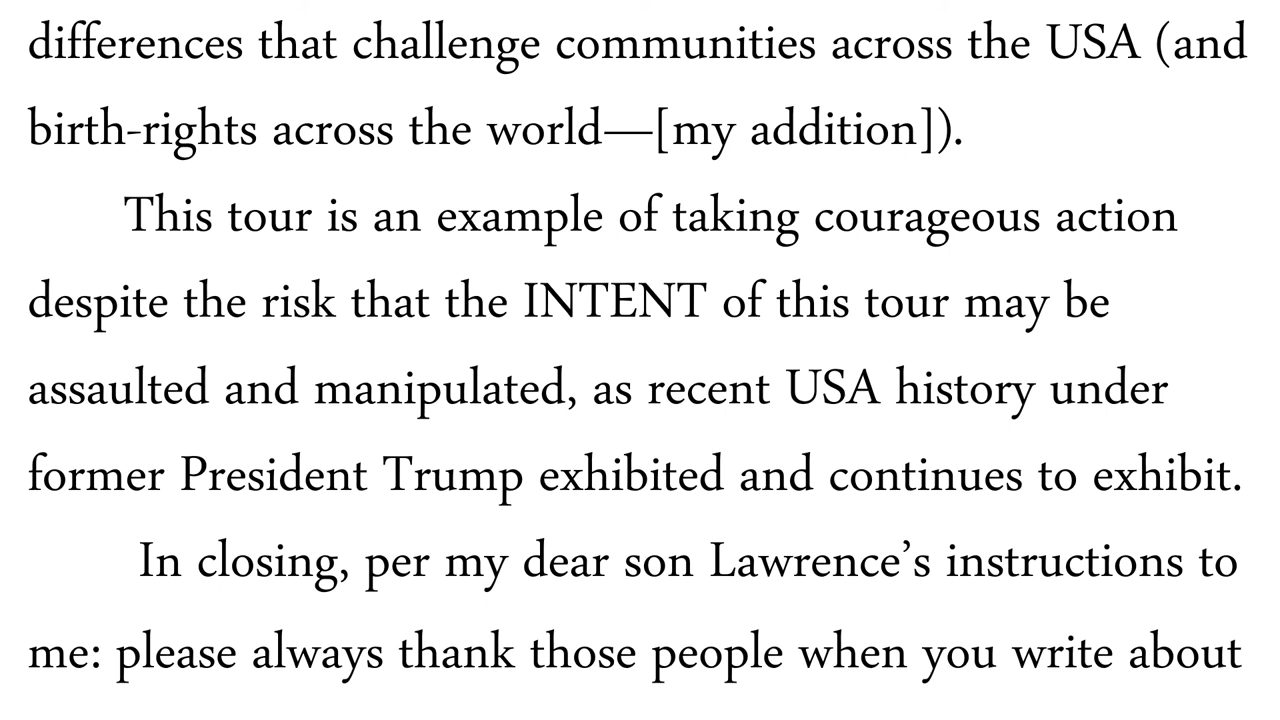 differences that challenge communities across the USA (and
birth-rights across the world—[my addition]).
This tour is an example of taking courageous action
despite the risk that the INTENT of this tour may be
assaulted and manipulated, as recent USA history under
former President Trump exhibited and continues to exhibit.
In closing, per my dear son Lawrence’s instructions to
me: please always thank those people when you write about